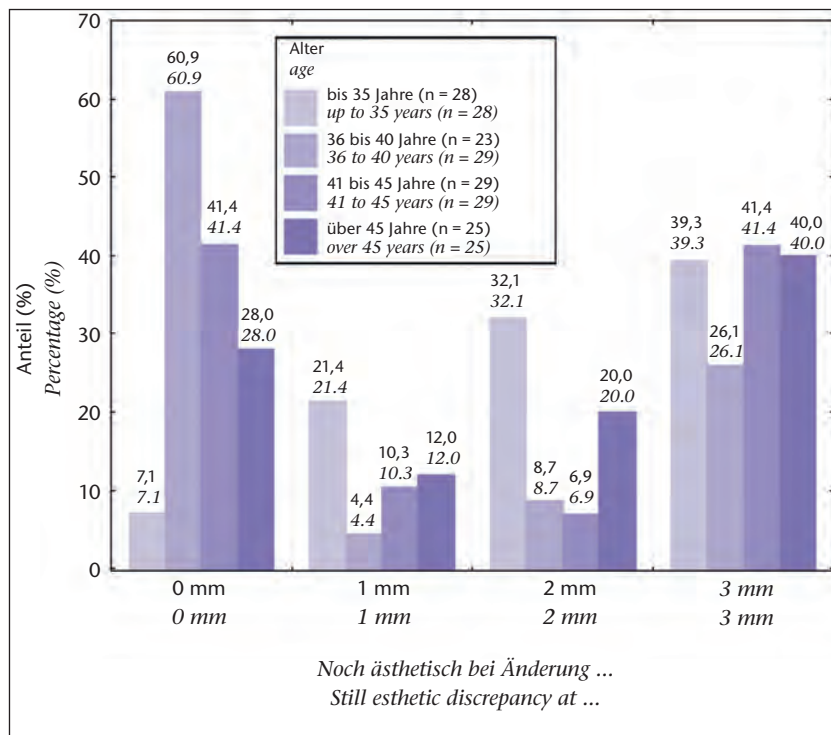 70
60
50
40
30
20
10
0
Anteil (%)
Percentage (%)
Alter
age
bis 35 Jahre (n = 28)
up to 35 years (n = 28)
36 bis 40 Jahre (n = 23)
36 to 40 years (n = 29)
41 bis 45 Jahre (n = 29)
41 to 45 years (n = 29)
über 45 Jahre (n = 25)
over 45 years (n = 25)
7,1
7.1
60,9
60.9
41,4
41.4
28,0
28.0
21,4
21.4
4,4
4.4
10,3
10.3
12,0
12.0
32,1
32.1
8,7
8.7
6,9
6.9
20,0
20.0
39,3
39.3
26,1
26.1
41,4
41.4
40,0
40.0
0 mm
0 mm
1 mm
1 mm
2 mm
2 mm
3 mm
3 mm
Noch ästhetisch bei Änderung ...
Still esthetic discrepancy at ...